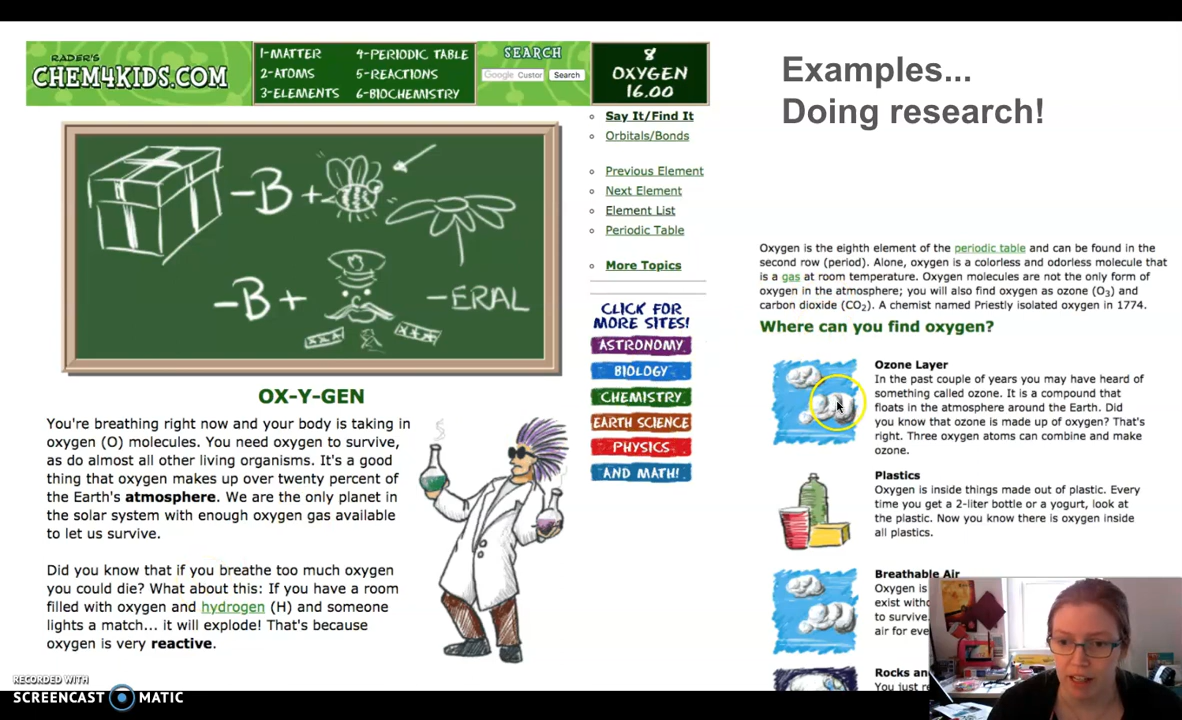 RADER'S
CHEM4KIDS.COM
1-MATTER 4-PERIODIC TABLE
2-ATOMS 5-REACTIONS
3-ELEMENTS 6-BIOCHEMISTRY
SEARCH
Google Custor Search
8
OXYGEN
16.00
-B +
-B + -ERAL
OX-Y-GEN
You're breathing right now and your body is taking in
oxygen (O) molecules. You need oxygen to survive,
as do almost all other living organisms. It's a good
thing that oxygen makes up over twenty percent of
the Earth's atmosphere. We are the only planet in
the solar system with enough oxygen gas available
to let us survive.
Did you know that if you breathe too much oxygen
you could die? What about this: If you have a room
filled with oxygen and hydrogen (H) and someone
lights a match... it will explode! That's because
oxygen is very reactive.
Say It/Find It
Orbitals/Bonds
Previous Element
Next Element
Element List
Periodic Table
More Topics
CLICK FOR
MORE SITES!
ASTRONOMY
BIOLOGY
CHEMISTRY
EARTH SCIENCE
PHYSICS
AND MATH!
Examples...
Doing research!
Oxygen is the eighth element of the periodic table and can be found in the
second row (period). Alone, oxygen is a colorless and odorless molecule that
is a gas at room temperature. Oxygen molecules are not the only form of
oxygen in the atmosphere; you will also find oxygen as ozone (O₃) and
carbon dioxide (CO₂). A chemist named Priestly isolated oxygen in 1774.
Where can you find oxygen?
Ozone Layer
In the past couple of years you may have heard of
something called ozone. It is a compound that
floats in the atmosphere around the Earth. Did
you know that ozone is made up of oxygen? That's
right. Three oxygen atoms can combine and make
ozone.
Plastics
Oxygen is inside things made out of plastic. Every
time you get a 2-liter bottle or a yogurt, look at
the plastic. Now you know there is oxygen inside
all plastics.
Breathable Air
Oxygen is
exist
to survive.
air for
Rocks
You just
RECORDED WITH
SCREENCAST MATIC